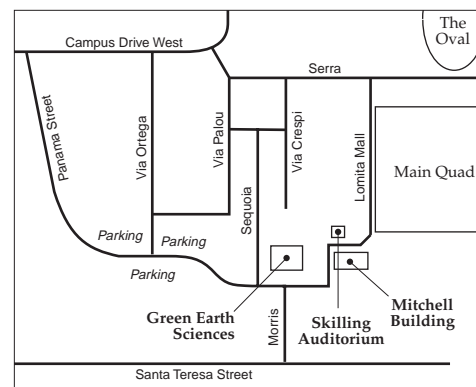 The
Oval
Campus Drive West
Serra
Panama Street
Via Ortega
Via Palou
Via Crespi
Lomita Mall
Main Quad
Sequoia
Parking
Parking
Parking
Green Earth
Sciences
Morris
Skilling
Auditorium
Mitchell
Building
Santa Teresa Street